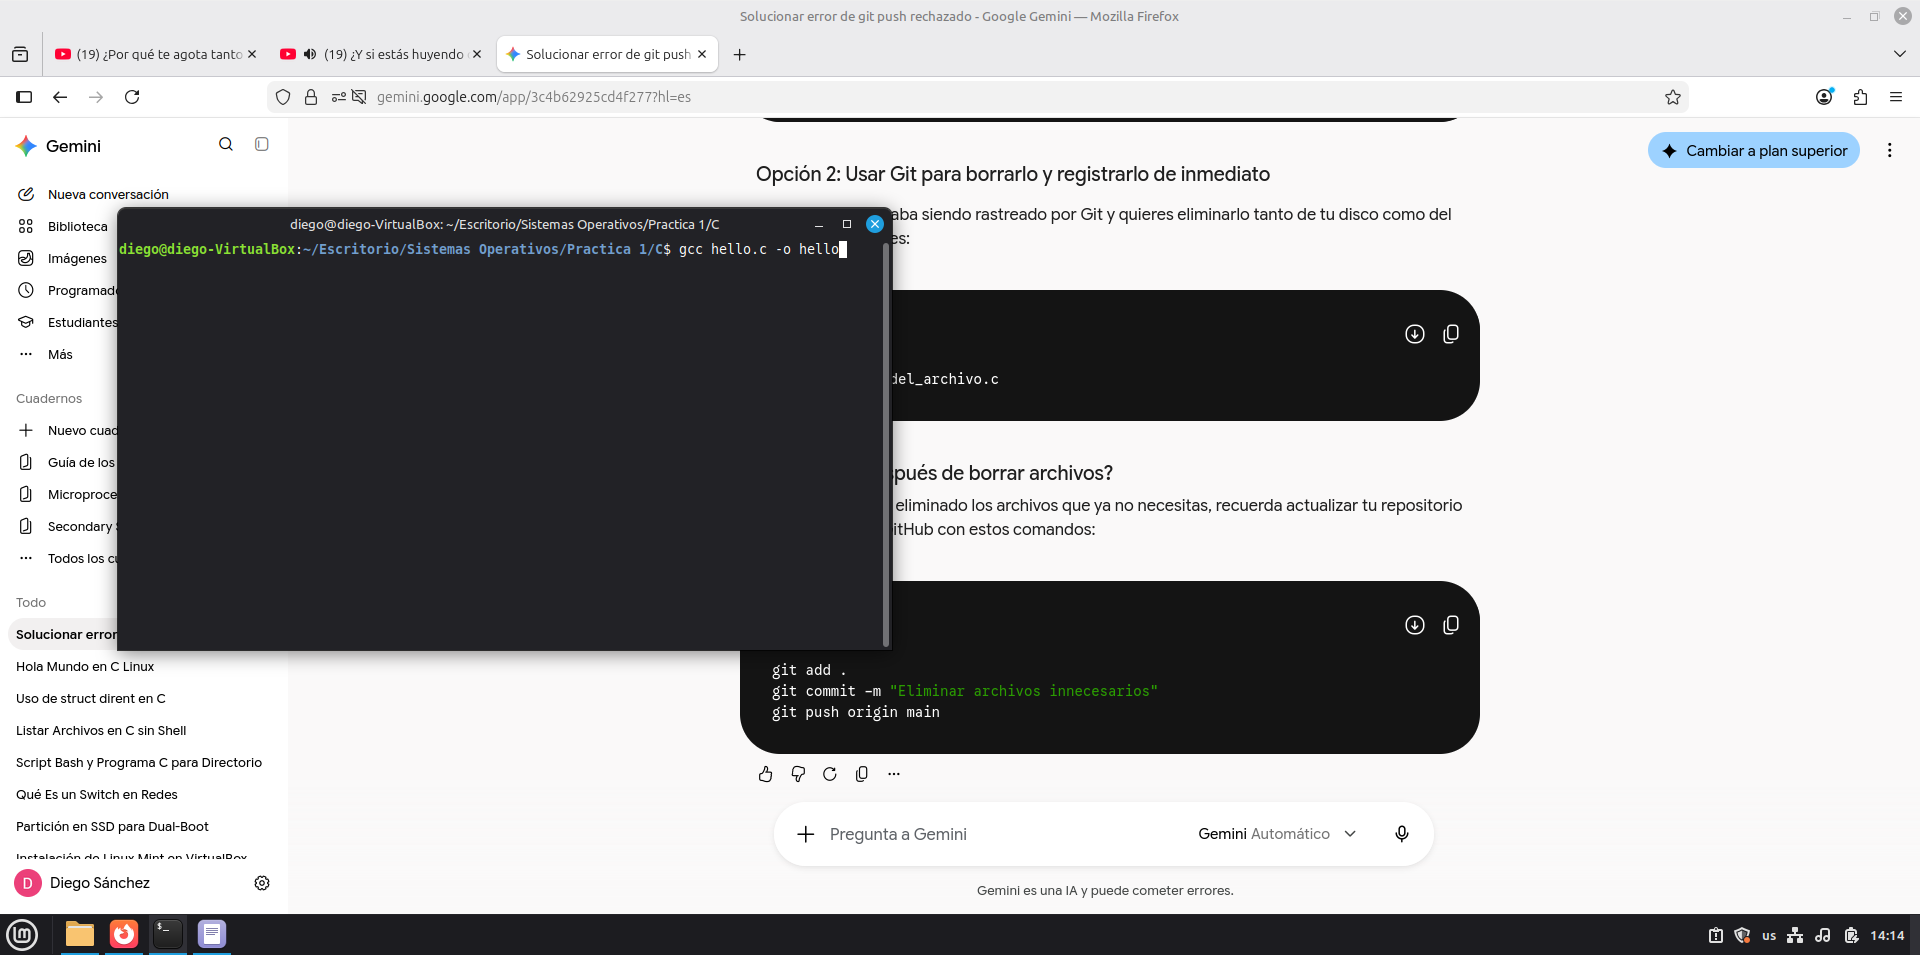 Solucionar error de git push rechazado - Google Gemini — Mozilla Firefox
(19) ¿Por qué te agota tanto
(19) ¿Y si estás huyendo
Solucionar error de git push
gemini.google.com/app/3c4b62925cd4f277?hl=es
Gemini
Cambiar a plan superior
Nueva conversación
Biblioteca
Imágenes
Programado
Estudiantes
Más
Cuadernos
Nuevo cuad
Guía de los
Microproce
Secondary
Todos los cu
Todo
Solucionar error
Hola Mundo en C Linux
Uso de struct dirent en C
Listar Archivos en C sin Shell
Script Bash y Programa C para Directorio
Qué Es un Switch en Redes
Partición en SSD para Dual-Boot
Instalación de Linux Mint en VirtualBox
D Diego Sánchez
diego@diego-VirtualBox: ~/Escritorio/Sistemas Operativos/Practica 1/C
diego@diego-VirtualBox:~/Escritorio/Sistemas Operativos/Practica 1/C$ gcc hello.c -o hello
Opción 2: Usar Git para borrarlo y registrarlo de inmediato
aba siendo rastreado por Git y quieres eliminarlo tanto de tu disco como del
es:
del_archivo.c
spués de borrar archivos?
eliminado los archivos que ya no necesitas, recuerda actualizar tu repositorio
itHub con estos comandos:
git add .
git commit -m "Eliminar archivos innecesarios"
git push origin main
Pregunta a Gemini
Gemini Automático
Gemini es una IA y puede cometer errores.
$_
us
14:14